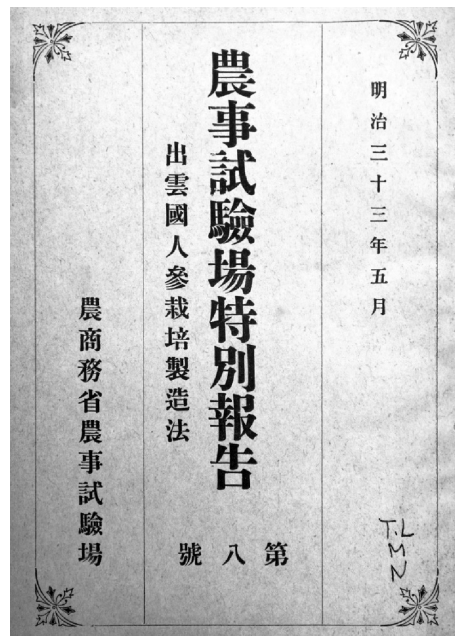 明治三十三年五月
農事試驗場特別報告
第八號
出雲國人參栽培製造法
農商務省農事試驗場
T.L
M
N